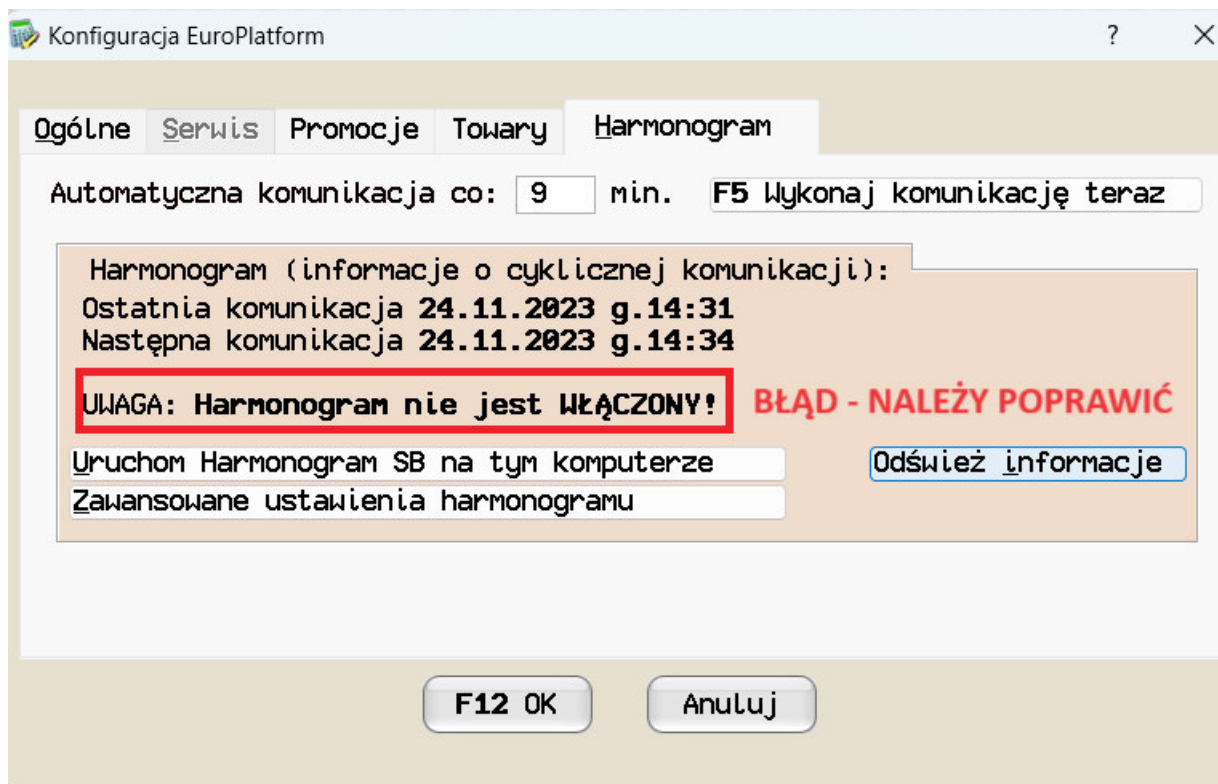 Konfiguracja EuroPlatform ? ×
Ogólne Serwis Promocje Towary Harmonogram
Automatyczna komunikacja co: 9 min. F5 Wykonaj komunikację teraz
Harmonogram (informacje o cyklicznej komunikacji):
Ostatnia komunikacja 24.11.2023 g.14:31
Następna komunikacja 24.11.2023 g.14:34
UWAGA: Harmonogram nie jest WŁĄCZONY! BŁĄD - NALEŻY POPRAWIĆ
Uruchom Harmonogram SB na tym komputerze Odśwież informacje
Zawansowane ustawienia harmonogramu
F12 OK Anuluj